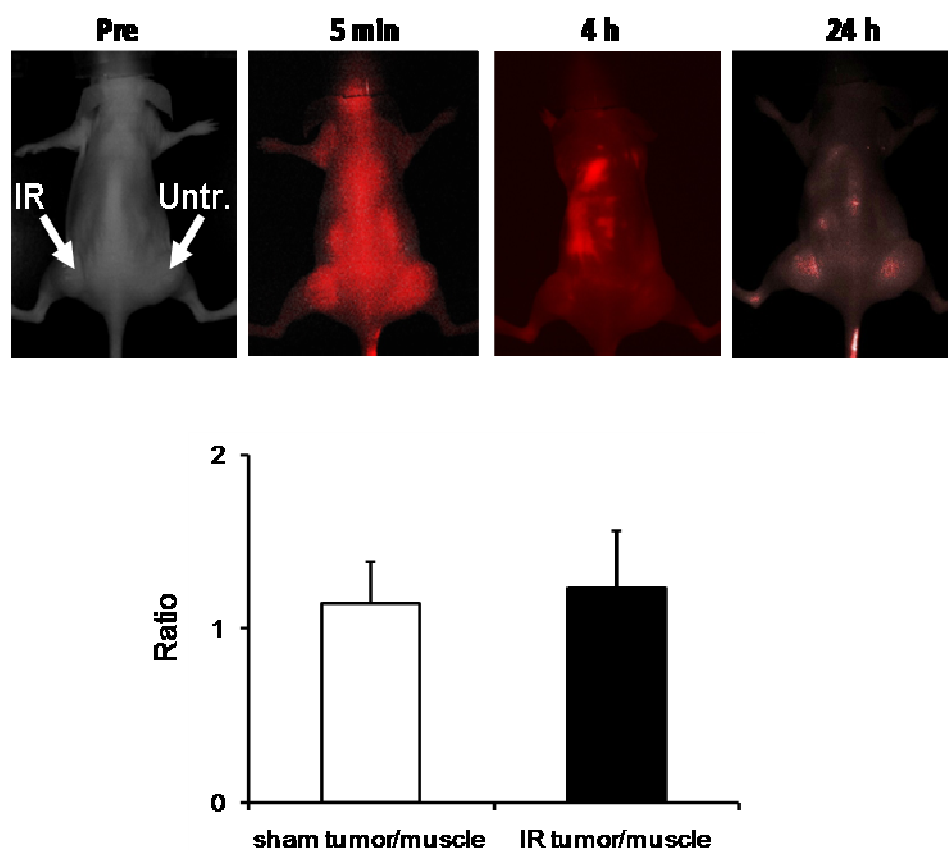 Pre 5 min 4 h 24 h
IR Untr.
2
1
0
Ratio
sham tumor/muscle IR tumor/muscle